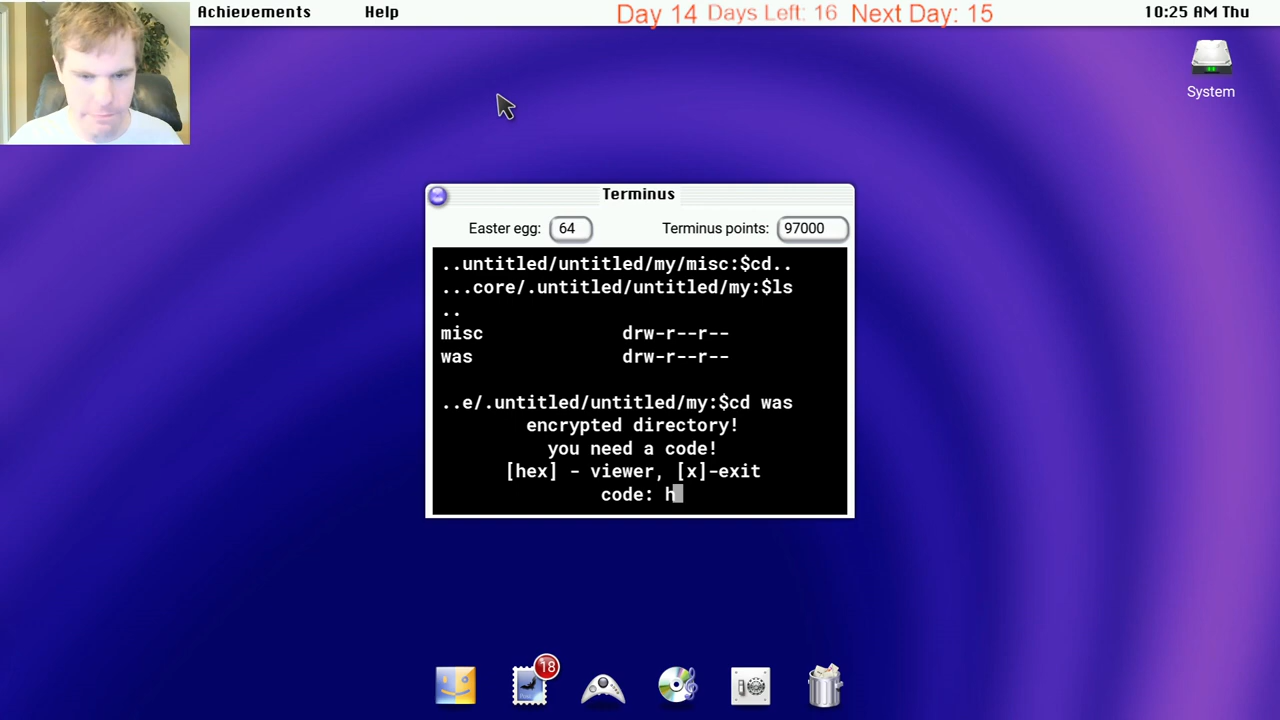 Achievements Help Day 14 Days Left: 16 Next Day: 15 10:25 AM Thu
System
Terminus
Easter egg: 64 Terminus points: 97000
..untitled/untitled/my/misc:$cd..
...core/.untitled/untitled/my:$ls
..
misc drw-r--r--
was drw-r--r--
..e/.untitled/untitled/my:$cd was
encrypted directory!
you need a code!
[hex] - viewer, [x]-exit
code: h
18